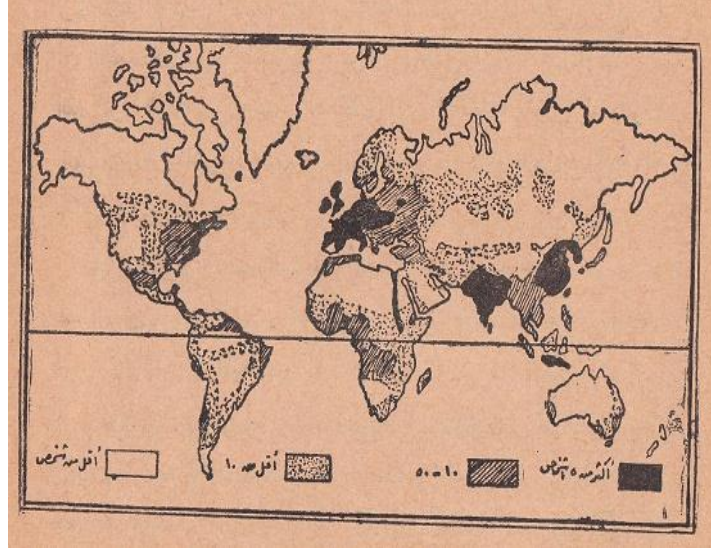 أكثر من ٥٠ شخص
١٠ - ٥٠
أقل من ١٠
أقل من شخص